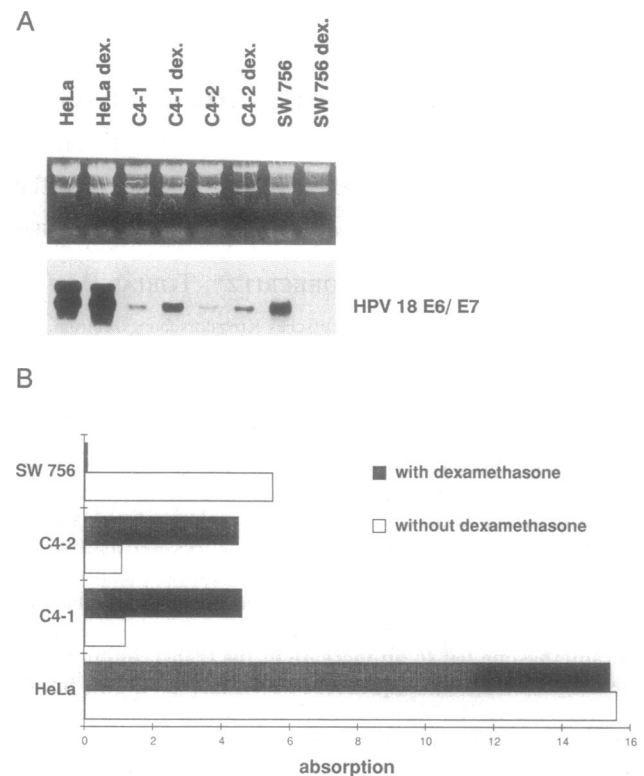 A
HeLa
HeLa dex.
C4-1
C4-1 dex.
C4-2
C4-2 dex.
SW 756
SW 756 dex.
HPV 18 E6/ E7
B
SW 756
C4-2
C4-1
HeLa
with dexamethasone
without dexamethasone
0 2 4 6 8 10 12 14 16
absorption